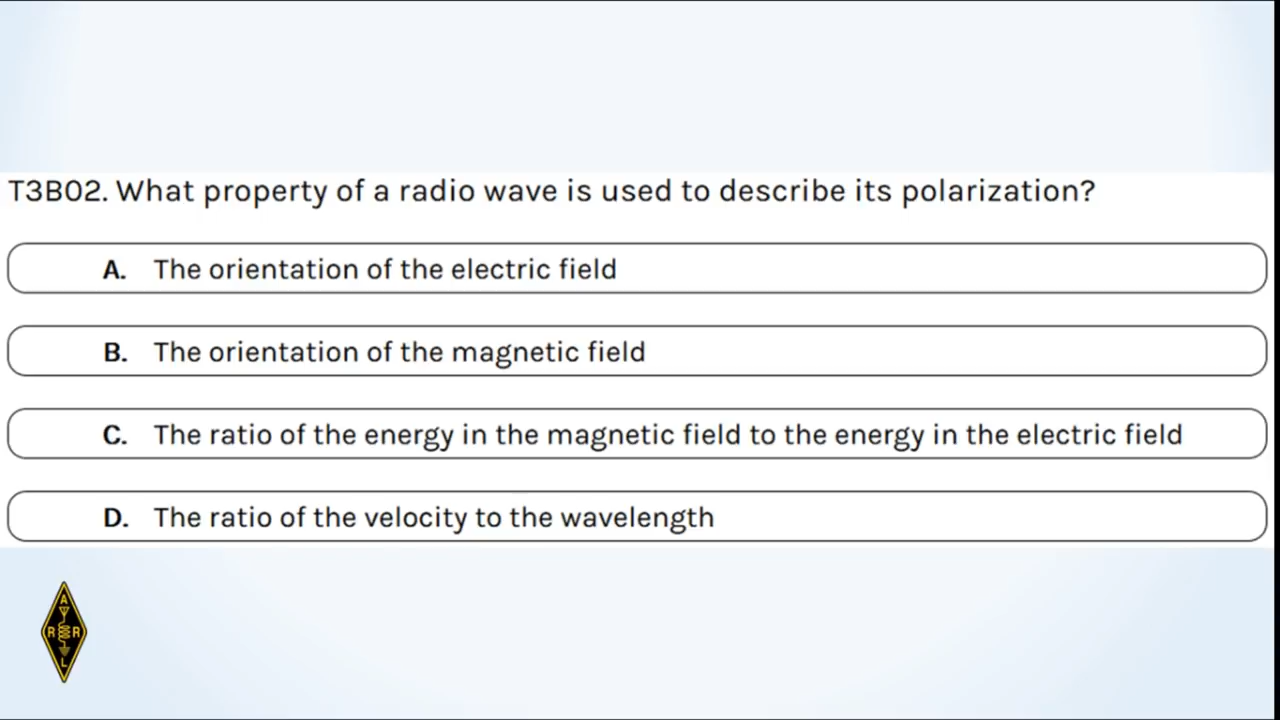 T3B02. What property of a radio wave is used to describe its polarization?
A. The orientation of the electric field
B. The orientation of the magnetic field
C. The ratio of the energy in the magnetic field to the energy in the electric field
D. The ratio of the velocity to the wavelength
A
R R
L